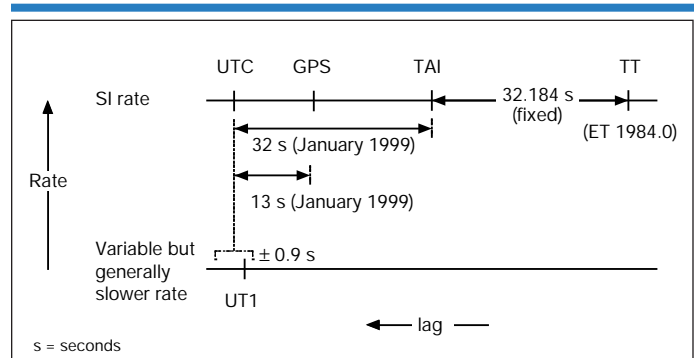 UTC GPS TAI TT
SI rate
32.184 s
(fixed)
(ET 1984.0)
32 s (January 1999)
Rate
13 s (January 1999)
Variable but
generally
slower rate
± 0.9 s
UT1
lag
s = seconds